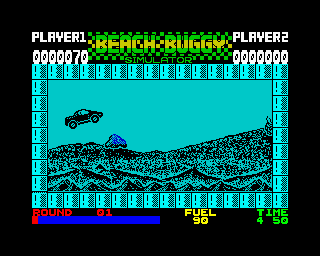 PLAYER1 BEACH BUGGY PLAYER2
0000070 SIMULATOR 0000000
ROUND 01 FUEL TIME
90 4 50